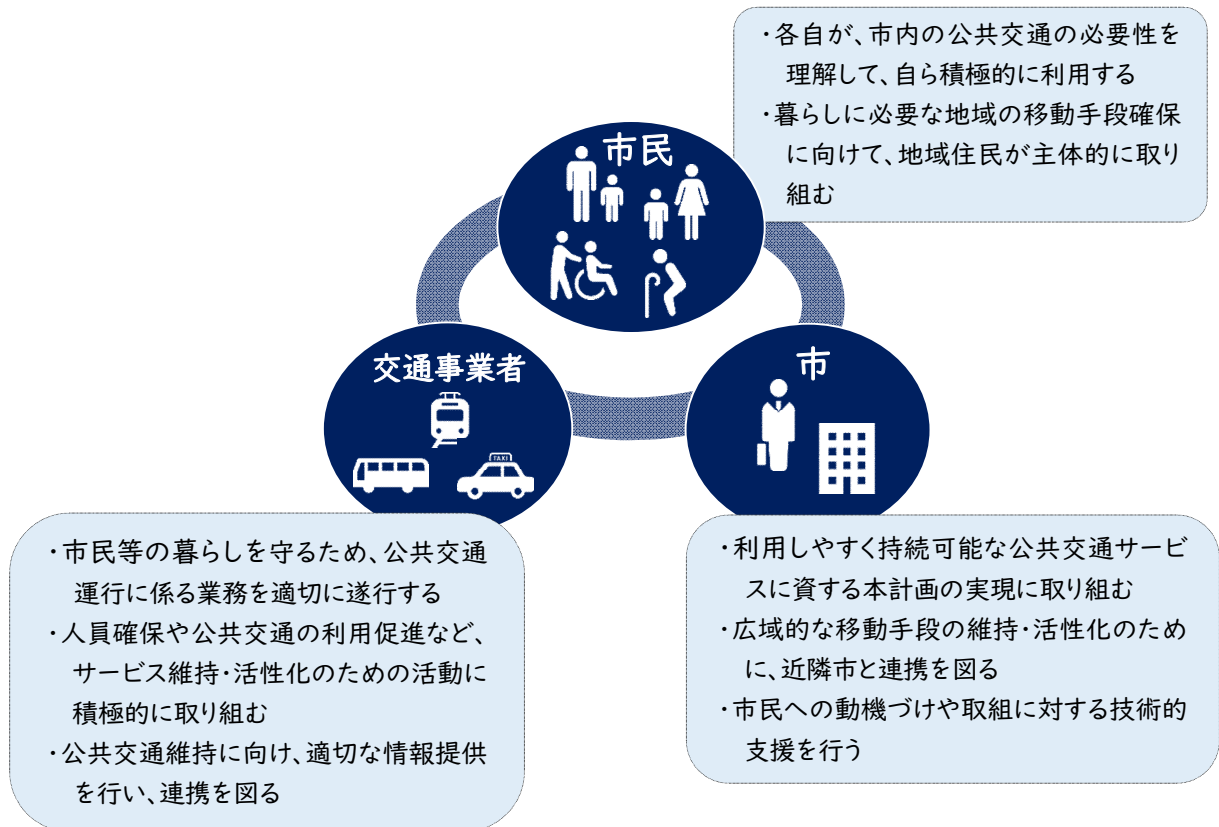 ・各自が、市内の公共交通の必要性を
理解して、自ら積極的に利用する
・暮らしに必要な地域の移動手段確保
に向けて、地域住民が主体的に取り
組む
市民
交通事業者
TAXI
市
・市民等の暮らしを守るため、公共交通
運行に係る業務を適切に遂行する
・人員確保や公共交通の利用促進など、
サービス維持・活性化のための活動に
積極的に取り組む
・公共交通維持に向け、適切な情報提供
を行い、連携を図る
・利用しやすく持続可能な公共交通サービ
スに資する本計画の実現に取り組む
・広域的な移動手段の維持・活性化のため
に、近隣市と連携を図る
・市民への動機づけや取組に対する技術的
支援を行う